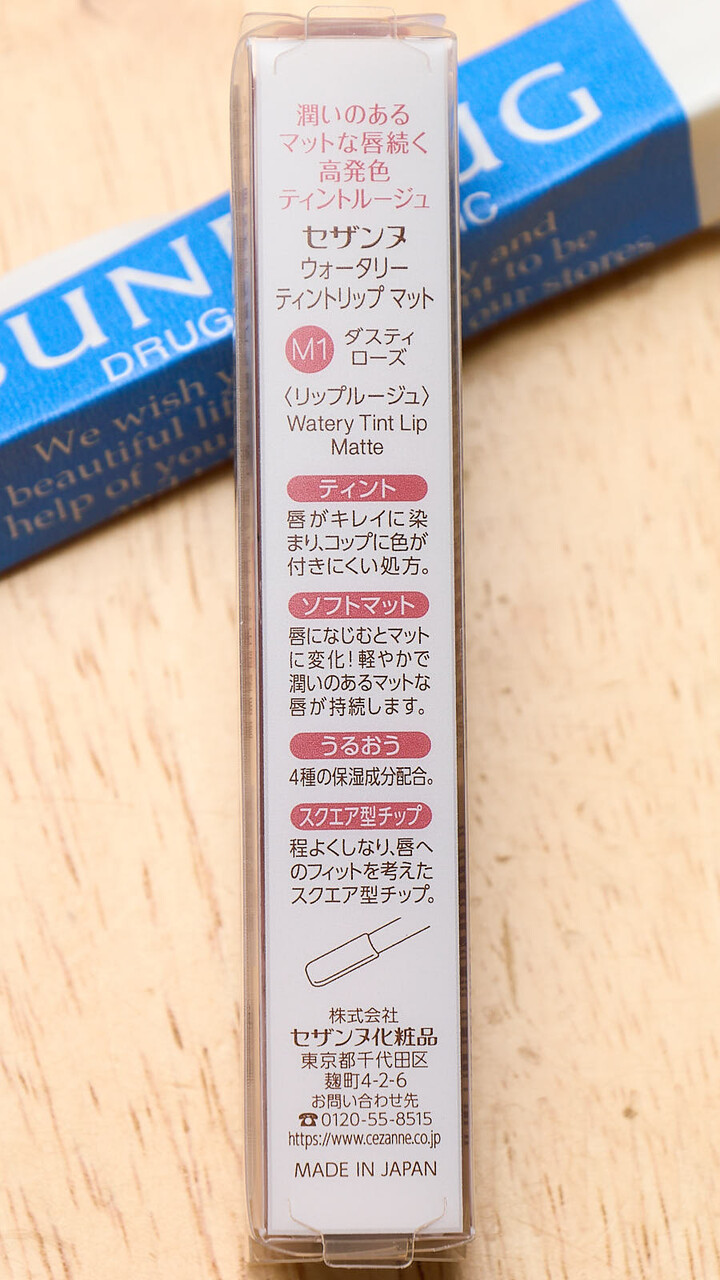 潤いのある
マットな唇続く
高発色
ティントルージュ
セザンヌ
ウォータリー
ティントリップ マット
M1 ダスティ
ローズ
〈リップルージュ〉
Watery Tint Lip
Matte
ティント
唇がキレイに染
まり、コップに色が
付きにくい処方。
ソフトマット
唇になじむとマット
に変化!軽やかで
潤いのあるマットな
唇が持続します。
うるおう
4種の保湿成分配合。
スクエア型チップ
程よくしなり、唇へ
のフィットを考えた
スクエア型チップ。
株式会社
セザンヌ化粧品
東京都千代田区
麹町4-2-6
お問い合わせ先
☎0120-55-8515
https://www.cezanne.co.jp
MADE IN JAPAN
DRUG
We wish
beautiful
help of
and
to be
our stores